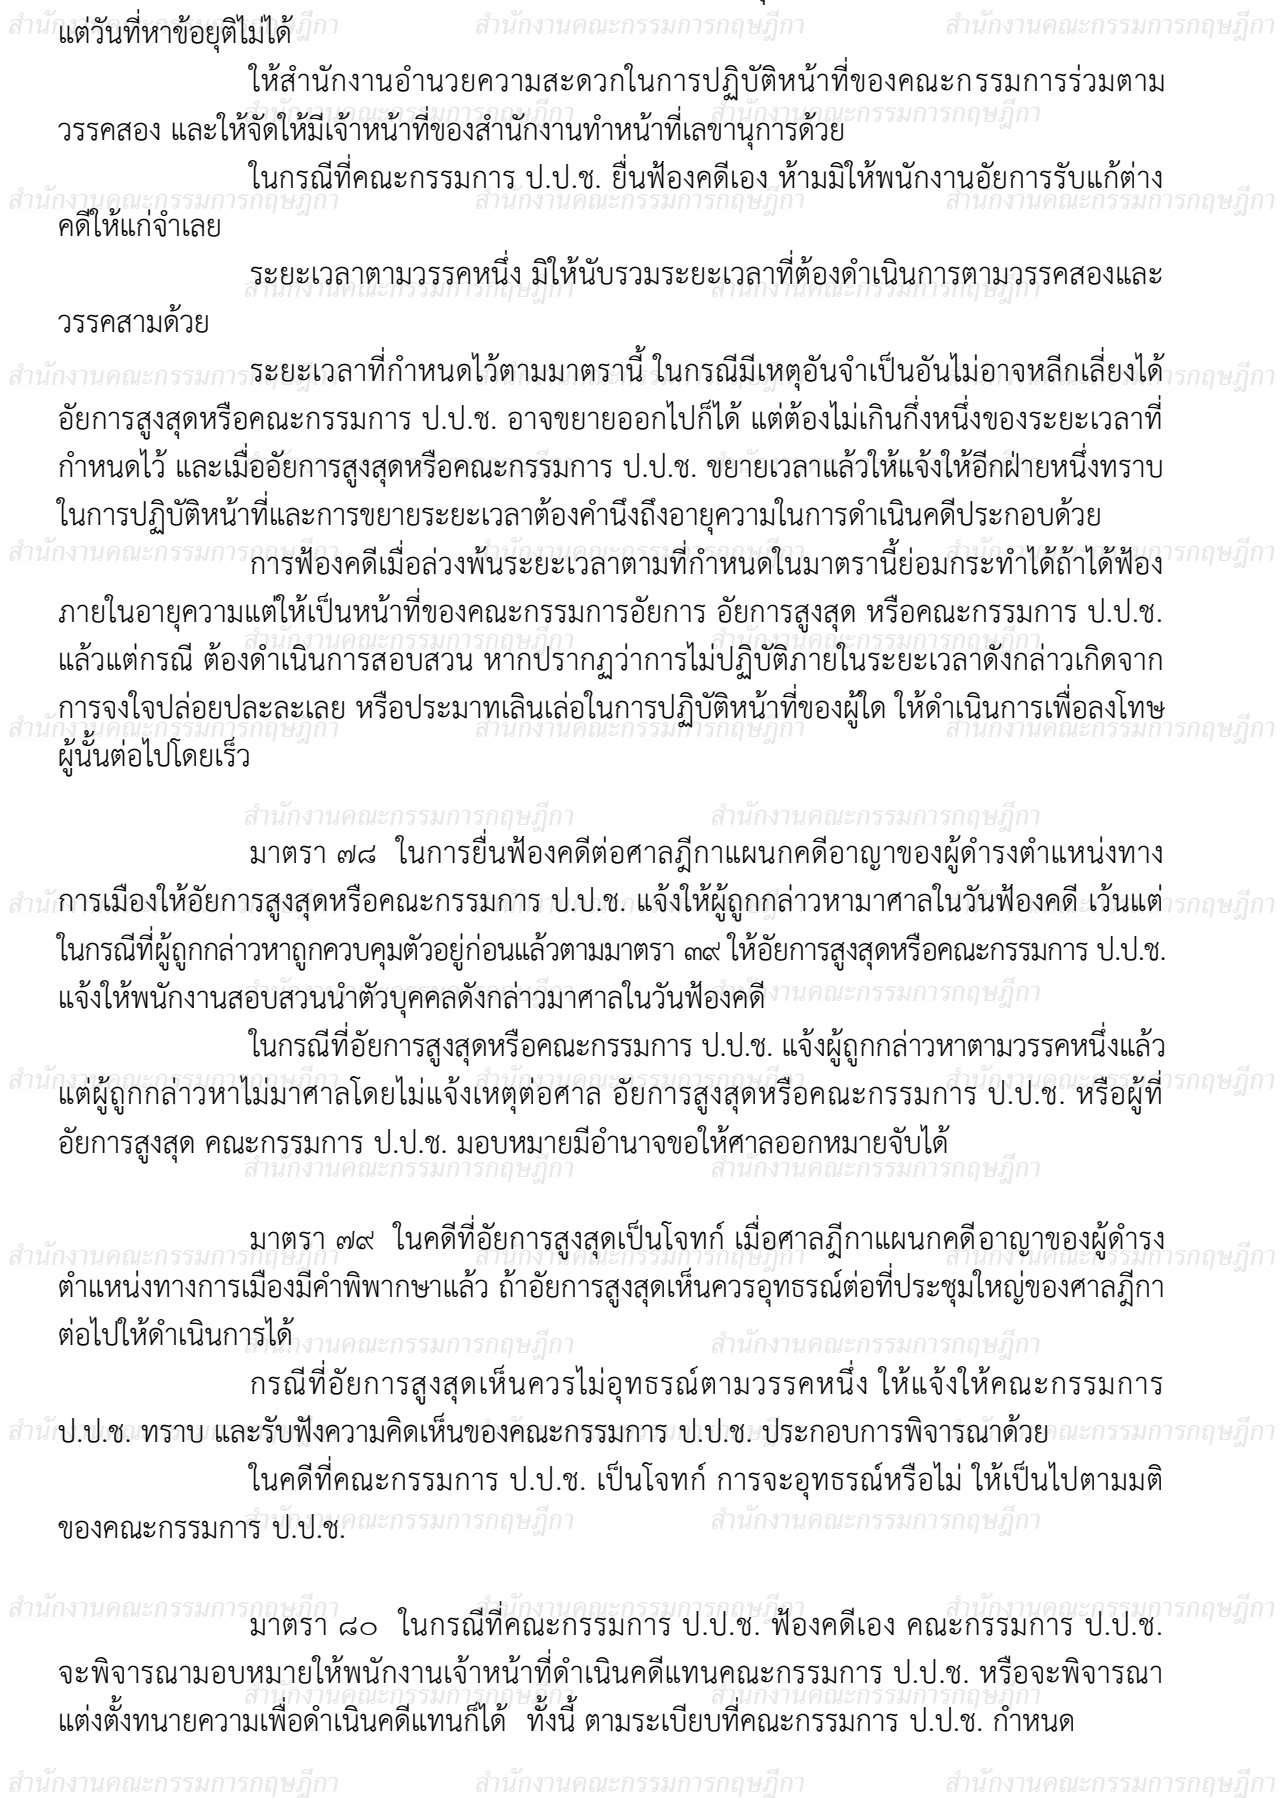 แต่วันที่หาข้อยุติไม่ได้
ให้สำนักงานอำนวยความสะดวกในการปฏิบัติหน้าที่ของคณะกรรมการร่วมตาม
วรรคสอง และให้จัดให้มีเจ้าหน้าที่ของสำนักงานทำหน้าที่เลขานุการด้วย
ในกรณีที่คณะกรรมการ ป.ป.ช. ยื่นฟ้องคดีเอง ห้ามมิให้พนักงานอัยการรับแก้ต่าง
คดีให้แก่จำเลย
ระยะเวลาตามวรรคหนึ่ง มิให้นับรวมระยะเวลาที่ต้องดำเนินการตามวรรคสองและ
วรรคสามด้วย
ระยะเวลาที่กำหนดไว้ตามมาตรานี้ ในกรณีมีเหตุอันจำเป็นอันไม่อาจหลีกเลี่ยงได้
อัยการสูงสุดหรือคณะกรรมการ ป.ป.ช. อาจขยายออกไปก็ได้ แต่ต้องไม่เกินกึ่งหนึ่งของระยะเวลาที่
กำหนดไว้ และเมื่ออัยการสูงสุดหรือคณะกรรมการ ป.ป.ช. ขยายเวลาแล้วให้แจ้งให้อีกฝ่ายหนึ่งทราบ
ในการปฏิบัติหน้าที่และการขยายระยะเวลาต้องคำนึงถึงอายุความในการดำเนินคดีประกอบด้วย
การฟ้องคดีเมื่อล่วงพ้นระยะเวลาตามที่กำหนดในมาตรานี้ย่อมกระทำได้ถ้าได้ฟ้อง
ภายในอายุความแต่ให้เป็นหน้าที่ของคณะกรรมการอัยการ อัยการสูงสุด หรือคณะกรรมการ ป.ป.ช.
แล้วแต่กรณี ต้องดำเนินการสอบสวน หากปรากฏว่าการไม่ปฏิบัติภายในระยะเวลาดังกล่าวเกิดจาก
การจงใจปล่อยปละละเลย หรือประมาทเลินเล่อในการปฏิบัติหน้าที่ของผู้ใด ให้ดำเนินการเพื่อลงโทษ
ผู้นั้นต่อไปโดยเร็ว
มาตรา ๗๘ ในการยื่นฟ้องคดีต่อศาลฎีกาแผนกคดีอาญาของผู้ดำรงตำแหน่งทาง
การเมืองให้อัยการสูงสุดหรือคณะกรรมการ ป.ป.ช. แจ้งให้ผู้ถูกกล่าวหามาศาลในวันฟ้องคดี เว้นแต่
ในกรณีที่ผู้ถูกกล่าวหาถูกควบคุมตัวอยู่ก่อนแล้วตามมาตรา ๓๙ ให้อัยการสูงสุดหรือคณะกรรมการ ป.ป.ช.
แจ้งให้พนักงานสอบสวนนำตัวบุคคลดังกล่าวมาศาลในวันฟ้องคดี
ในกรณีที่อัยการสูงสุดหรือคณะกรรมการ ป.ป.ช. แจ้งผู้ถูกกล่าวหาตามวรรคหนึ่งแล้ว
แต่ผู้ถูกกล่าวหาไม่มาศาลโดยไม่แจ้งเหตุต่อศาล อัยการสูงสุดหรือคณะกรรมการ ป.ป.ช. หรือผู้ที่
อัยการสูงสุด คณะกรรมการ ป.ป.ช. มอบหมายมีอำนาจขอให้ศาลออกหมายจับได้
มาตรา ๗๙ ในคดีที่อัยการสูงสุดเป็นโจทก์ เมื่อศาลฎีกาแผนกคดีอาญาของผู้ดำรง
ตำแหน่งทางการเมืองมีคำพิพากษาแล้ว ถ้าอัยการสูงสุดเห็นควรอุทธรณ์ต่อที่ประชุมใหญ่ของศาลฎีกา
ต่อไปให้ดำเนินการได้
กรณีที่อัยการสูงสุดเห็นควรไม่อุทธรณ์ตามวรรคหนึ่ง ให้แจ้งให้คณะกรรมการ
ป.ป.ช. ทราบ และรับฟังความคิดเห็นของคณะกรรมการ ป.ป.ช. ประกอบการพิจารณาด้วย
ในคดีที่คณะกรรมการ ป.ป.ช. เป็นโจทก์ การจะอุทธรณ์หรือไม่ ให้เป็นไปตามมติ
ของคณะกรรมการ ป.ป.ช.
มาตรา ๘๐ ในกรณีที่คณะกรรมการ ป.ป.ช. ฟ้องคดีเอง คณะกรรมการ ป.ป.ช.
จะพิจารณามอบหมายให้พนักงานเจ้าหน้าที่ดำเนินคดีแทนคณะกรรมการ ป.ป.ช. หรือจะพิจารณา
แต่งตั้งทนายความเพื่อดำเนินคดีแทนก็ได้ ทั้งนี้ ตามระเบียบที่คณะกรรมการ ป.ป.ช. กำหนด
สำนักงานคณะกรรมการกฤษฎีกา สำนักงานคณะกรรมการกฤษฎีกา สำนักงานคณะกรรมการกฤษฎีกา